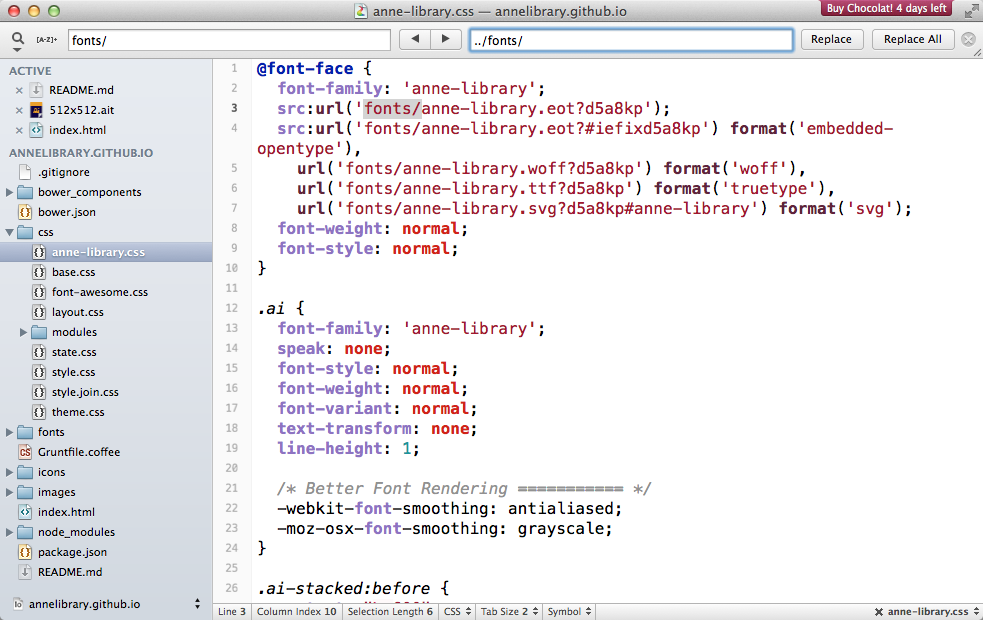 anne-library.css — annelibrary.github.io
Buy Chocolat! 4 days left
[A-Z]+
fonts/
../fonts/
Replace
Replace All
ACTIVE
README.md
512x512.ait
index.html
ANNELIBRARY.GITHUB.IO
.gitignore
bower_components
bower.json
css
anne-library.css
base.css
font-awesome.css
layout.css
modules
state.css
style.css
style.join.css
theme.css
fonts
Gruntfile.coffee
icons
images
index.html
node_modules
package.json
README.md
annelibrary.github.io
1 @font-face {
2 font-family: 'anne-library';
3 src:url('fonts/anne-library.eot?d5a8kp');
4 src:url('fonts/anne-library.eot?#iefixd5a8kp') format('embedded-
opentype'),
5 url('fonts/anne-library.woff?d5a8kp') format('woff'),
6 url('fonts/anne-library.ttf?d5a8kp') format('truetype'),
7 url('fonts/anne-library.svg?d5a8kp#anne-library') format('svg');
8 font-weight: normal;
9 font-style: normal;
10 }
11
12 .ai {
13 font-family: 'anne-library';
14 speak: none;
15 font-style: normal;
16 font-weight: normal;
17 font-variant: normal;
18 text-transform: none;
19 line-height: 1;
20
21 /* Better Font Rendering =========== */
22 -webkit-font-smoothing: antialiased;
23 -moz-osx-font-smoothing: grayscale;
24 }
25
26 .ai-stacked:before {
Line 3 Column Index 10 Selection Length 6 CSS Tab Size 2 Symbol anne-library.css